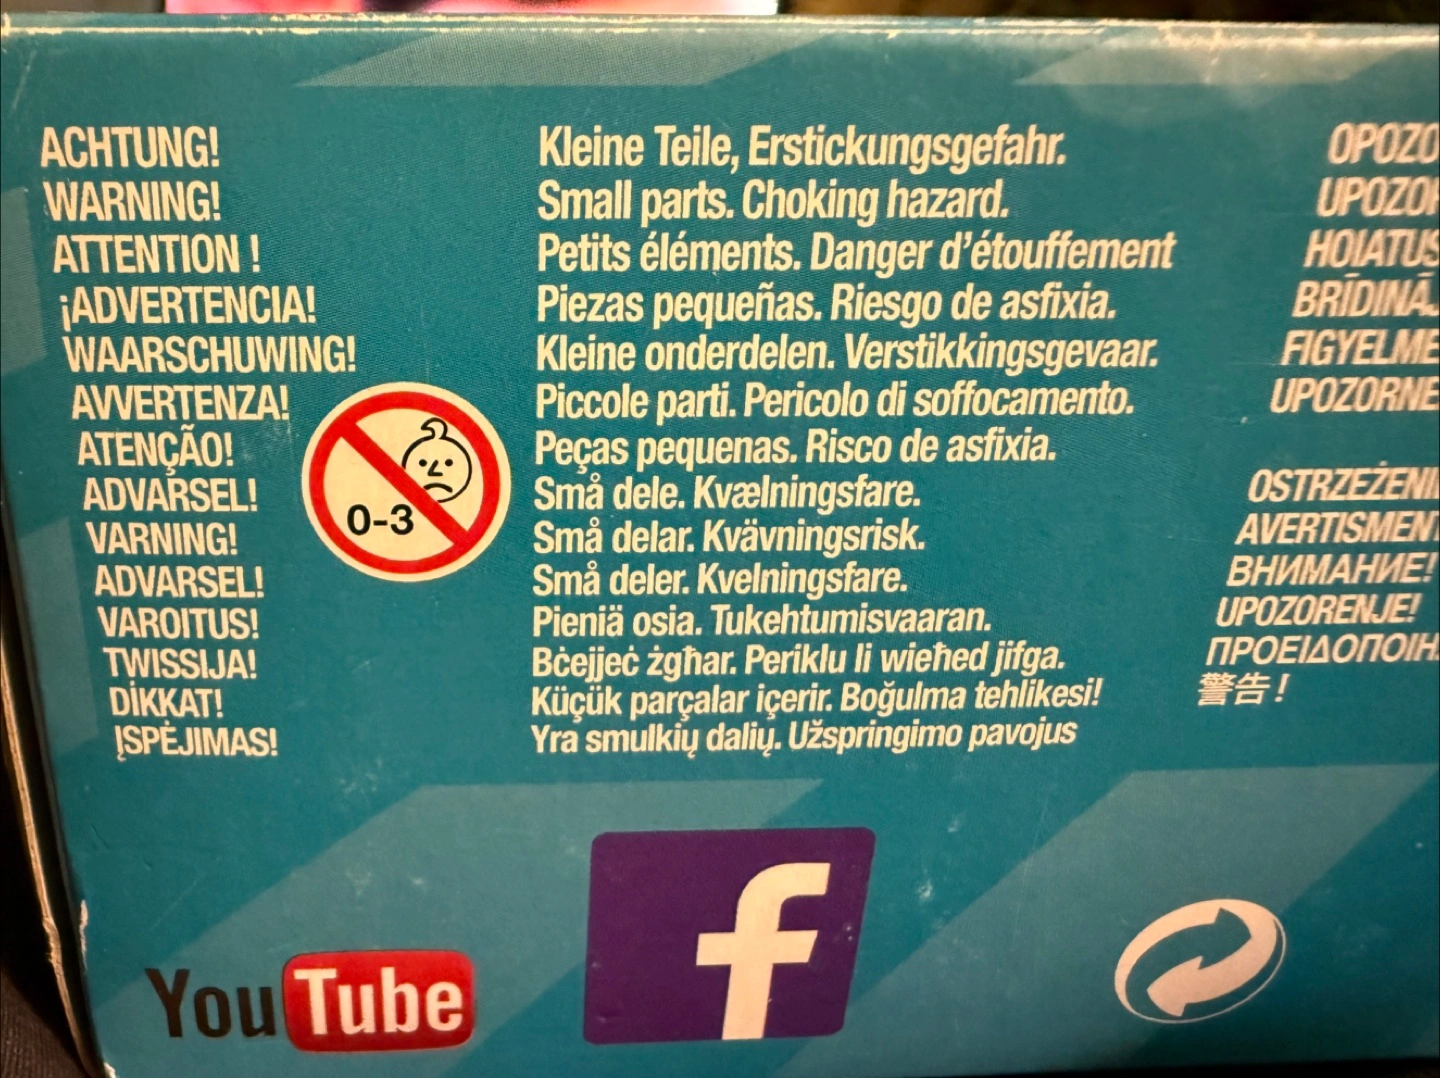 ACHTUNG! Kleine Teile, Erstickungsgefahr.
WARNING! Small parts. Choking hazard.
ATTENTION ! Petits éléments. Danger d'étouffement
¡ADVERTENCIA! Piezas pequeñas. Riesgo de asfixia.
WAARSCHUWING! Kleine onderdelen. Verstikkingsgevaar.
AVVERTENZA! Piccole parti. Pericolo di soffocamento.
ATENÇÃO! Peças pequenas. Risco de asfixia.
ADVARSEL! Små dele. Kvælningsfare.
VARNING! Små delar. Kvävningsrisk.
ADVARSEL! Små deler. Kvelningsfare.
VAROITUS! Pieniä osia. Tukehtumisvaaran.
TWISSIJA! Bċejjeċ żgħar. Periklu li wieħed jifga.
DİKKAT! Küçük parçalar içerir. Boğulma tehlikesi!
ĮSPĖJIMAS! Yra smulkių dalių. Užspringimo pavojus
0-3
ВНИМАНИЕ!
UPOZORENJE!
警告!
YouTube
f